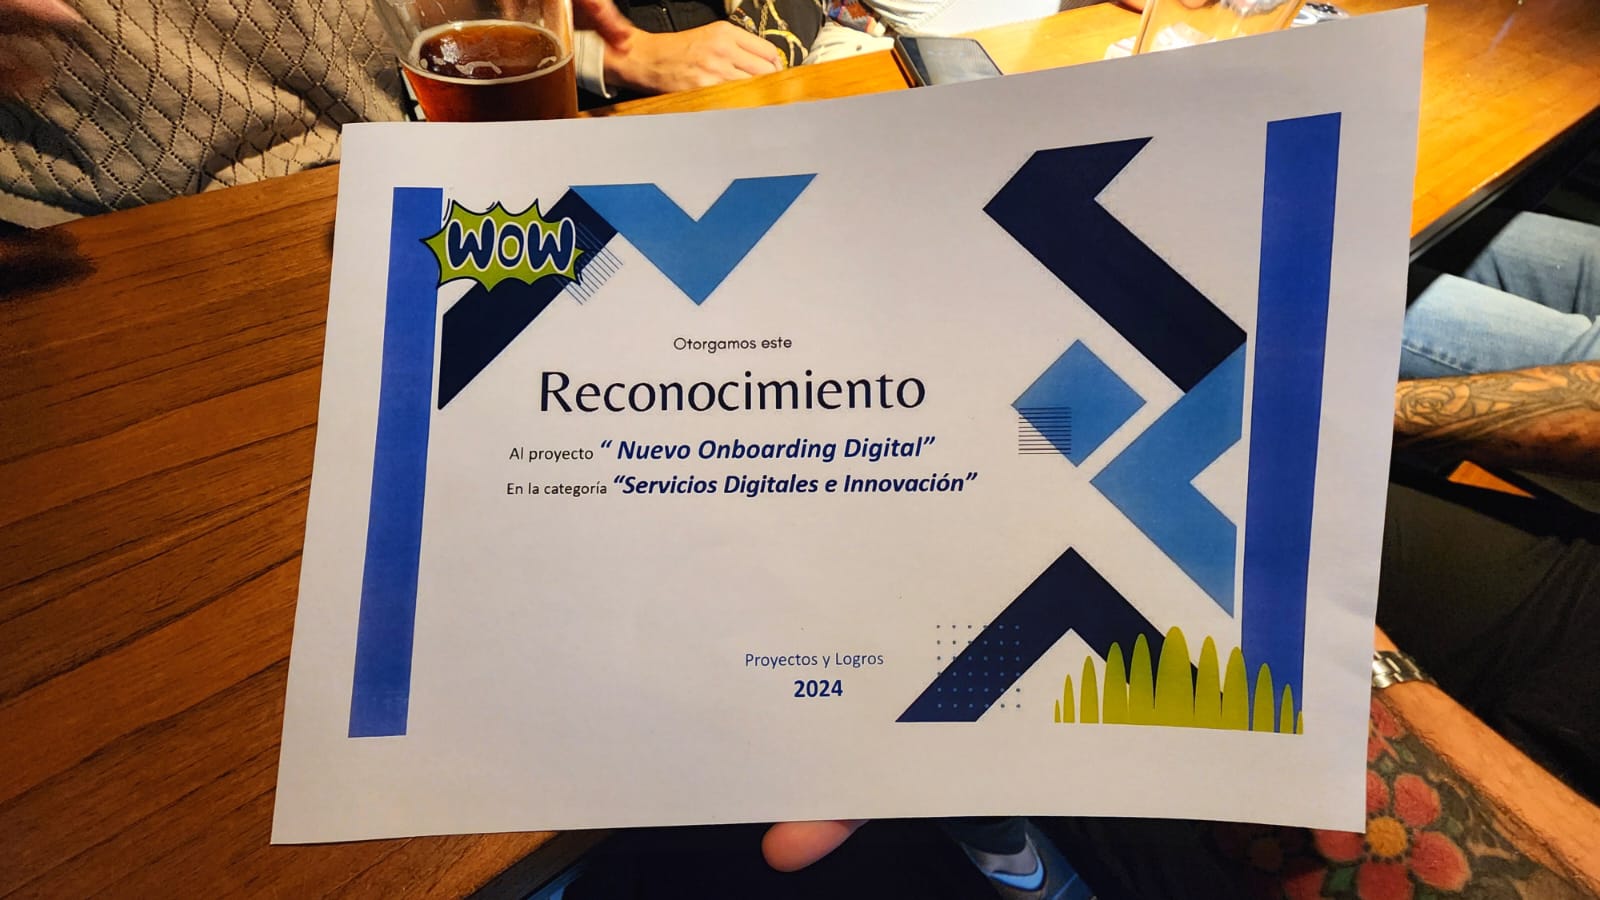 WOW
Otorgamos este
Reconocimiento
Al proyecto “ Nuevo Onboarding Digital”
En la categoría “Servicios Digitales e Innovación”
Proyectos y Logros
2024